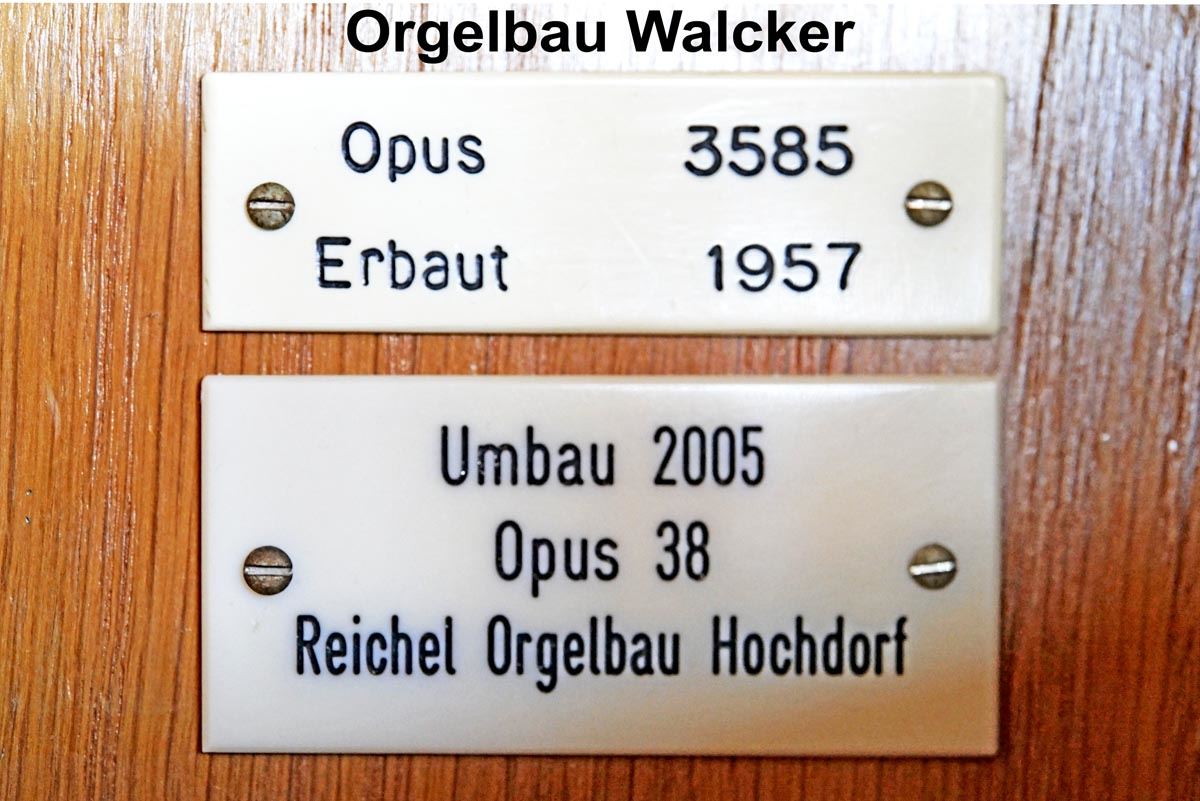 Orgelbau Walcker
Opus 3585
Erbaut 1957
Umbau 2005
Opus 38
Reichel Orgelbau Hochdorf